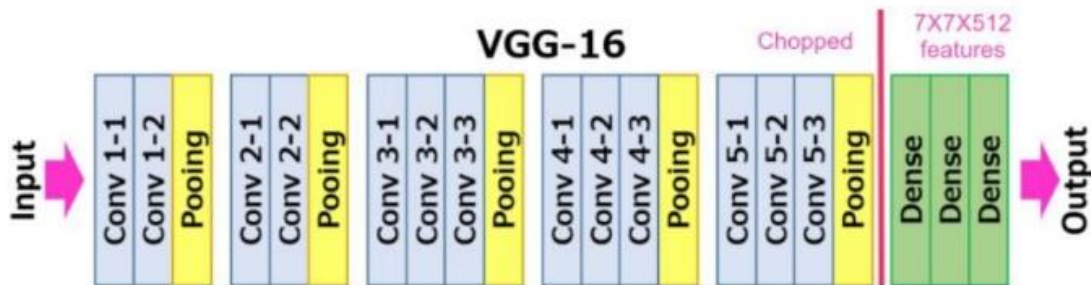 VGG-16
Chopped
7X7X512
features
Input
Conv 1-1
Conv 1-2
Pooing
Conv 2-1
Conv 2-2
Pooing
Conv 3-1
Conv 3-2
Conv 3-3
Pooing
Conv 4-1
Conv 4-2
Conv 4-3
Pooing
Conv 5-1
Conv 5-2
Conv 5-3
Pooing
Dense
Dense
Dense
Output